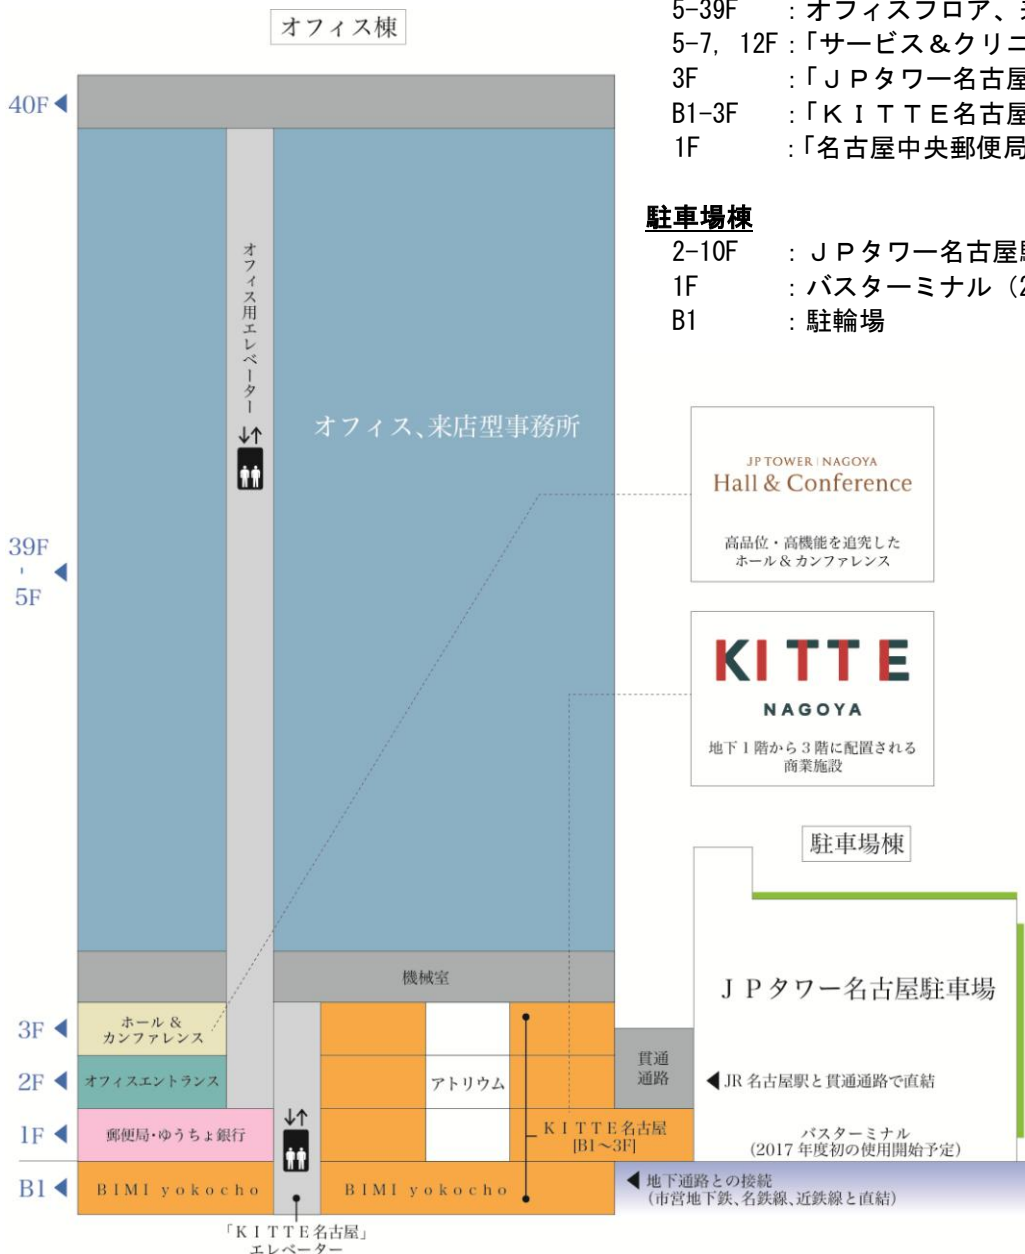 オフィス棟
5-39F : オフィスフロア、
5-7, 12F :「サービス&クリニ
3F :「JPタワー名古屋
B1-3F :「KITTE名古屋
1F :「名古屋中央郵便局
駐車場棟
2-10F : JPタワー名古屋
1F : バスターミナル(2
B1 : 駐輪場
40F
オフィス用エレベーター
オフィス、来店型事務所
39F
-
5F
JP TOWER NAGOYA
Hall & Conference
高品位・高機能を追究した
ホール&カンファレンス
KITTE
NAGOYA
地下1階から3階に配置される
商業施設
駐車場棟
機械室
JPタワー名古屋駐車場
3F
ホール &
カンファレンス
貫通
通路
2F
オフィスエントランス
アトリウム
JR 名古屋駅と貫通通路で直結
1F
郵便局・ゆうちょ銀行
KITTE名古屋
[B1〜3F]
バスターミナル
(2017 年度初の使用開始予定)
B1
BIMI yokocho
BIMI yokocho
地下通路との接続
(市営地下鉄、名鉄線、近鉄線と直結)
「KITTE名古屋」
エレベーター